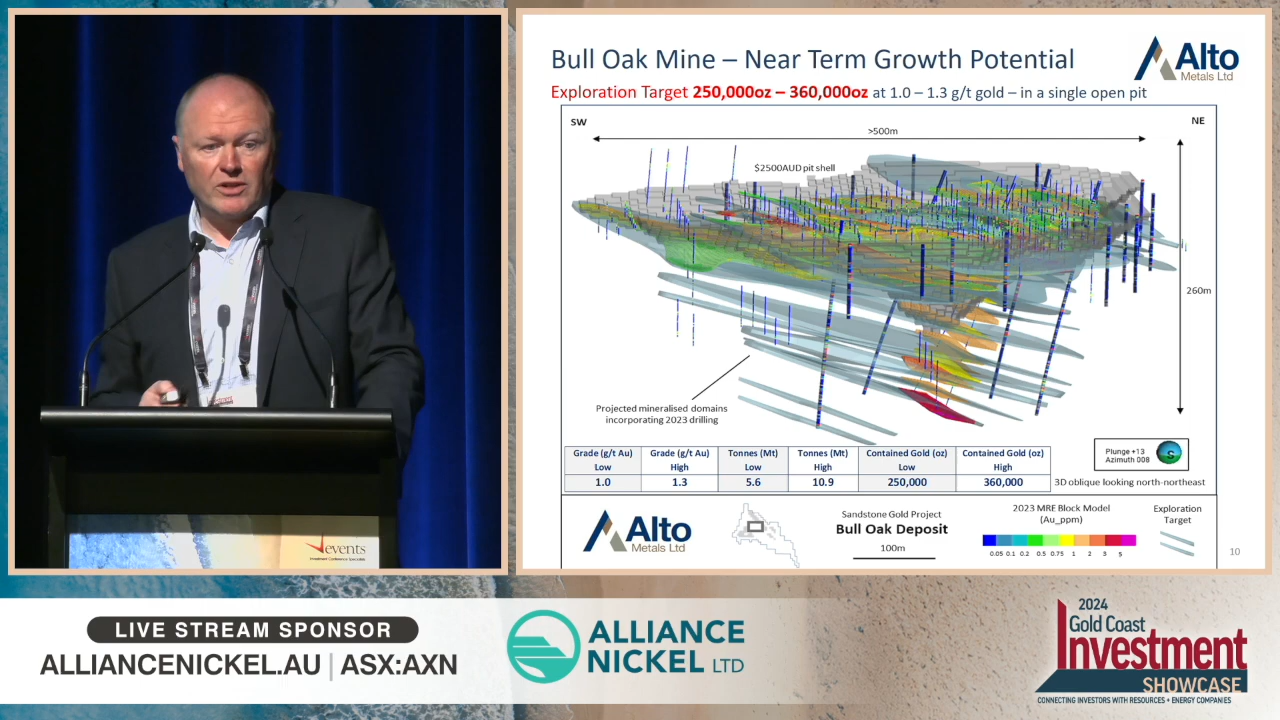 Bull Oak Mine – Near Term Growth Potential
Alto
Metals Ltd
Exploration Target 250,000oz – 360,000oz at 1.0 – 1.3 g/t gold – in a single open pit
SW
NE
>500m
$2500AUD pit shell
260m
Projected mineralised domains
incorporating 2023 drilling
Plunge +13
Azimuth 008
3D oblique looking north-northeast
Grade (g/t Au) Grade (g/t Au) Tonnes (Mt) Tonnes (Mt) Contained Gold (oz) Contained Gold (oz)
Low High Low High Low High
1.0 1.3 5.6 10.9 250,000 360,000
Alto
Metals Ltd
Sandstone Gold Project
Bull Oak Deposit
100m
2023 MRE Block Model
(Au_ppm)
0.05 0.1 0.2 0.5 0.75 1 2 3 5
Exploration
Target
10
events
LIVE STREAM SPONSOR
ALLIANCENICKEL.AU | ASX:AXN
ALLIANCE
NICKEL LTD
2024
Gold Coast
Investment
SHOWCASE
CONNECTING INVESTORS WITH RESOURCES + ENERGY COMPANIES